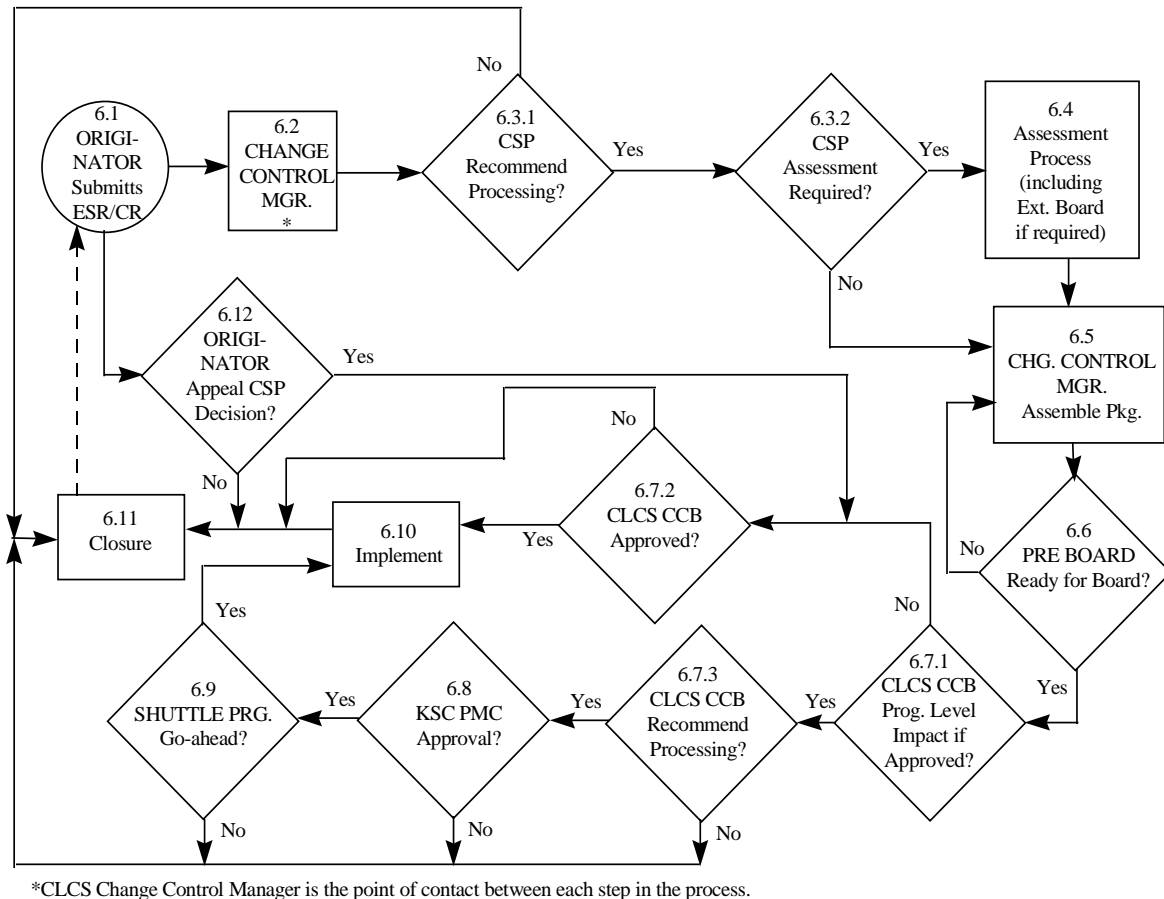 No
6.1
ORIGI-
NATOR
Submitts
ESR/CR
6.2
CHANGE
CONTROL
MGR.
*
6.3.1
CSP
Recommend
Processing?
Yes
6.3.2
CSP
Assessment
Required?
Yes
6.4
Assessment
Process
(including
Ext. Board
if required)
No
6.12
ORIGI-
NATOR
Appeal CSP
Decision?
Yes
No
6.5
CHG. CONTROL
MGR.
Assemble Pkg.
No
6.7.2
CLCS CCB
Approved?
Yes
6.10
Implement
6.11
Closure
6.6
PRE BOARD
Ready for Board?
No
Yes
6.7.1
CLCS CCB
Prog. Level
Impact if
Approved?
No
Yes
6.7.3
CLCS CCB
Recommend
Processing?
Yes
No
6.8
KSC PMC
Approval?
Yes
No
6.9
SHUTTLE PRG.
Go-ahead?
Yes
No
*CLCS Change Control Manager is the point of contact between each step in the process.